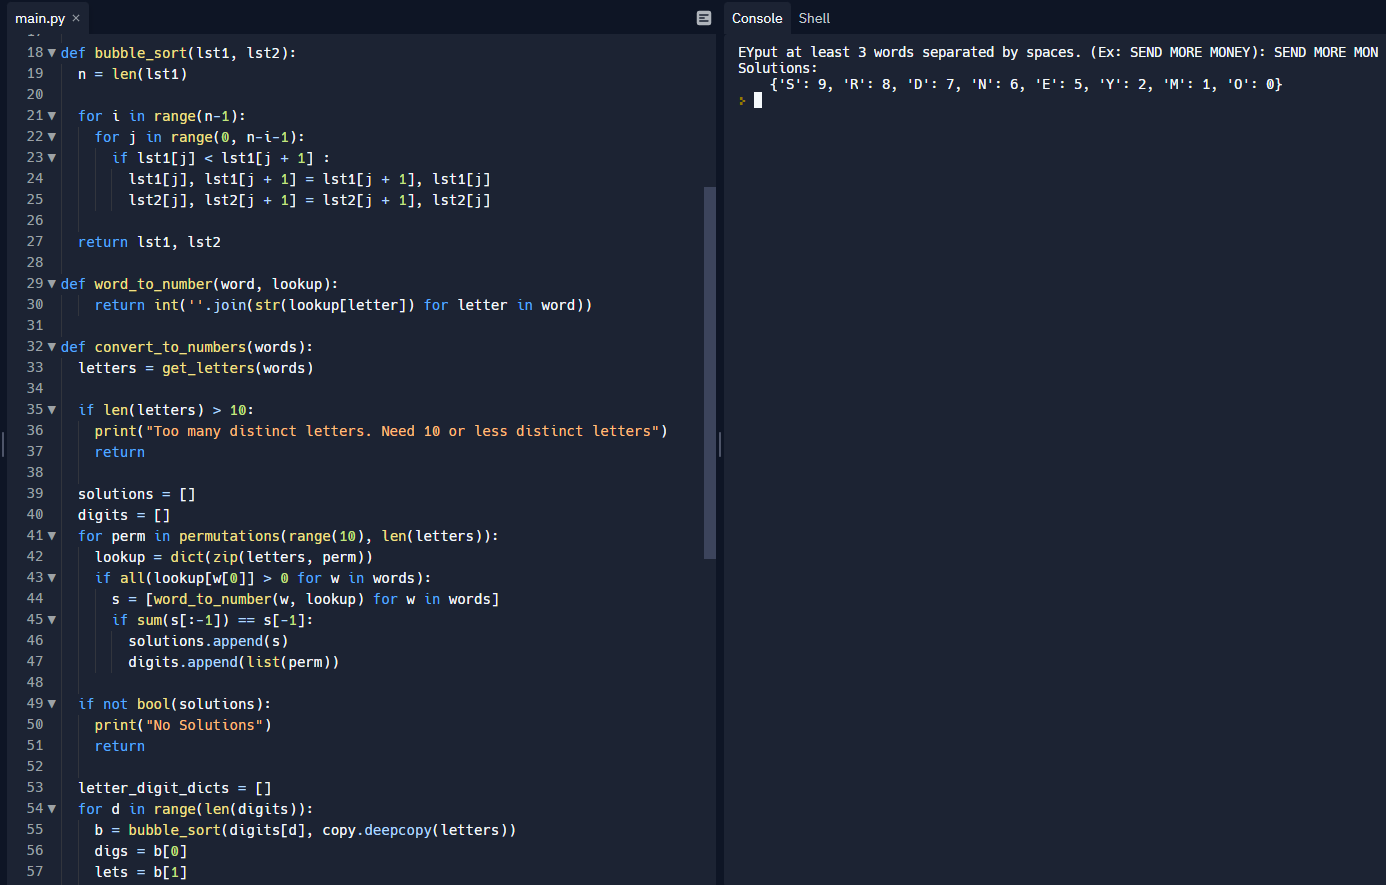 main.py ×
17
18 def bubble_sort(lst1, lst2):
19 n = len(lst1)
20
21 for i in range(n-1):
22 for j in range(0, n-i-1):
23 if lst1[j] < lst1[j + 1] :
24 lst1[j], lst1[j + 1] = lst1[j + 1], lst1[j]
25 lst2[j], lst2[j + 1] = lst2[j + 1], lst2[j]
26
27 return lst1, lst2
28
29 def word_to_number(word, lookup):
30 return int(''.join(str(lookup[letter]) for letter in word))
31
32 def convert_to_numbers(words):
33 letters = get_letters(words)
34
35 if len(letters) > 10:
36 print("Too many distinct letters. Need 10 or less distinct letters")
37 return
38
39 solutions = []
40 digits = []
41 for perm in permutations(range(10), len(letters)):
42 lookup = dict(zip(letters, perm))
43 if all(lookup[w[0]] > 0 for w in words):
44 s = [word_to_number(w, lookup) for w in words]
45 if sum(s[:-1]) == s[-1]:
46 solutions.append(s)
47 digits.append(list(perm))
48
49 if not bool(solutions):
50 print("No Solutions")
51 return
52
53 letter_digit_dicts = []
54 for d in range(len(digits)):
55 b = bubble_sort(digits[d], copy.deepcopy(letters))
56 digs = b[0]
57 lets = b[1]
Console Shell
EYput at least 3 words separated by spaces. (Ex: SEND MORE MONEY): SEND MORE MON
Solutions:
{'S': 9, 'R': 8, 'D': 7, 'N': 6, 'E': 5, 'Y': 2, 'M': 1, 'O': 0}